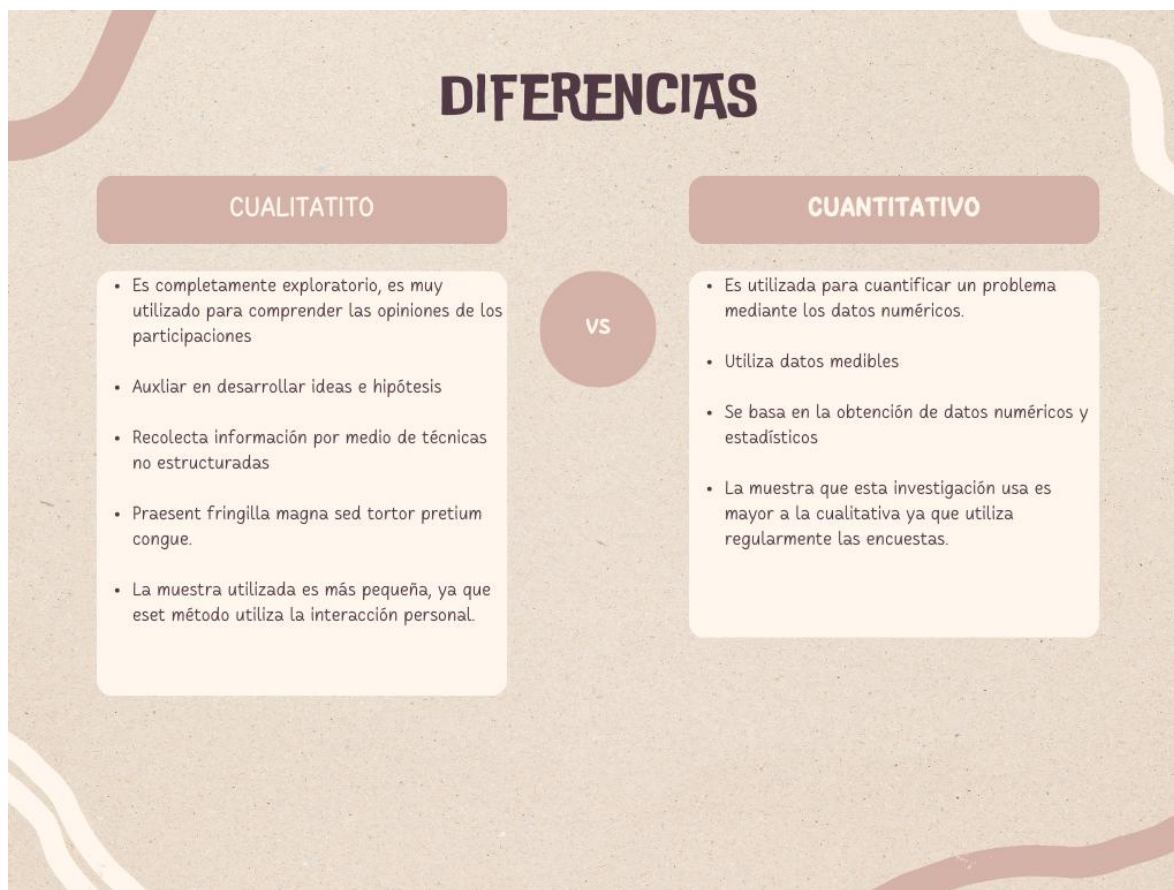 DIFERENCIAS
CUALITATITO
• Es completamente exploratorio, es muy
utilizado para comprender las opiniones de los
participaciones
• Auxliar en desarrollar ideas e hipótesis
• Recolecta información por medio de técnicas
no estructuradas
• Praesent fringilla magna sed tortor pretium
congue.
• La muestra utilizada es más pequeña, ya que
eset método utiliza la interacción personal.
VS
CUANTITATIVO
• Es utilizada para cuantificar un problema
mediante los datos numéricos.
• Utiliza datos medibles
• Se basa en la obtención de datos numéricos y
estadísticos
• La muestra que esta investigación usa es
mayor a la cualitativa ya que utiliza
regularmente las encuestas.